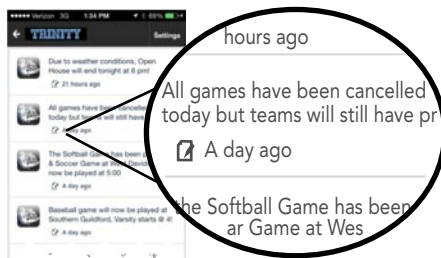 Verizon 3G 1:34 PM 69%
TRINITY Settings
Due to weather conditions, Open
House will end tonight at 6 pm!
21 hours ago
All games have been cancelled
today but teams will still have
A day ago
The Softball Game has been
& Soccer Game at West David
now be played at 5:00
A day ago
Baseball game will now be played at
Southern Guildford, Varsity starts @ 4:
A day ago
hours ago
All games have been cancelled
today but teams will still have pr
A day ago
the Softball Game has been
ar Game at Wes